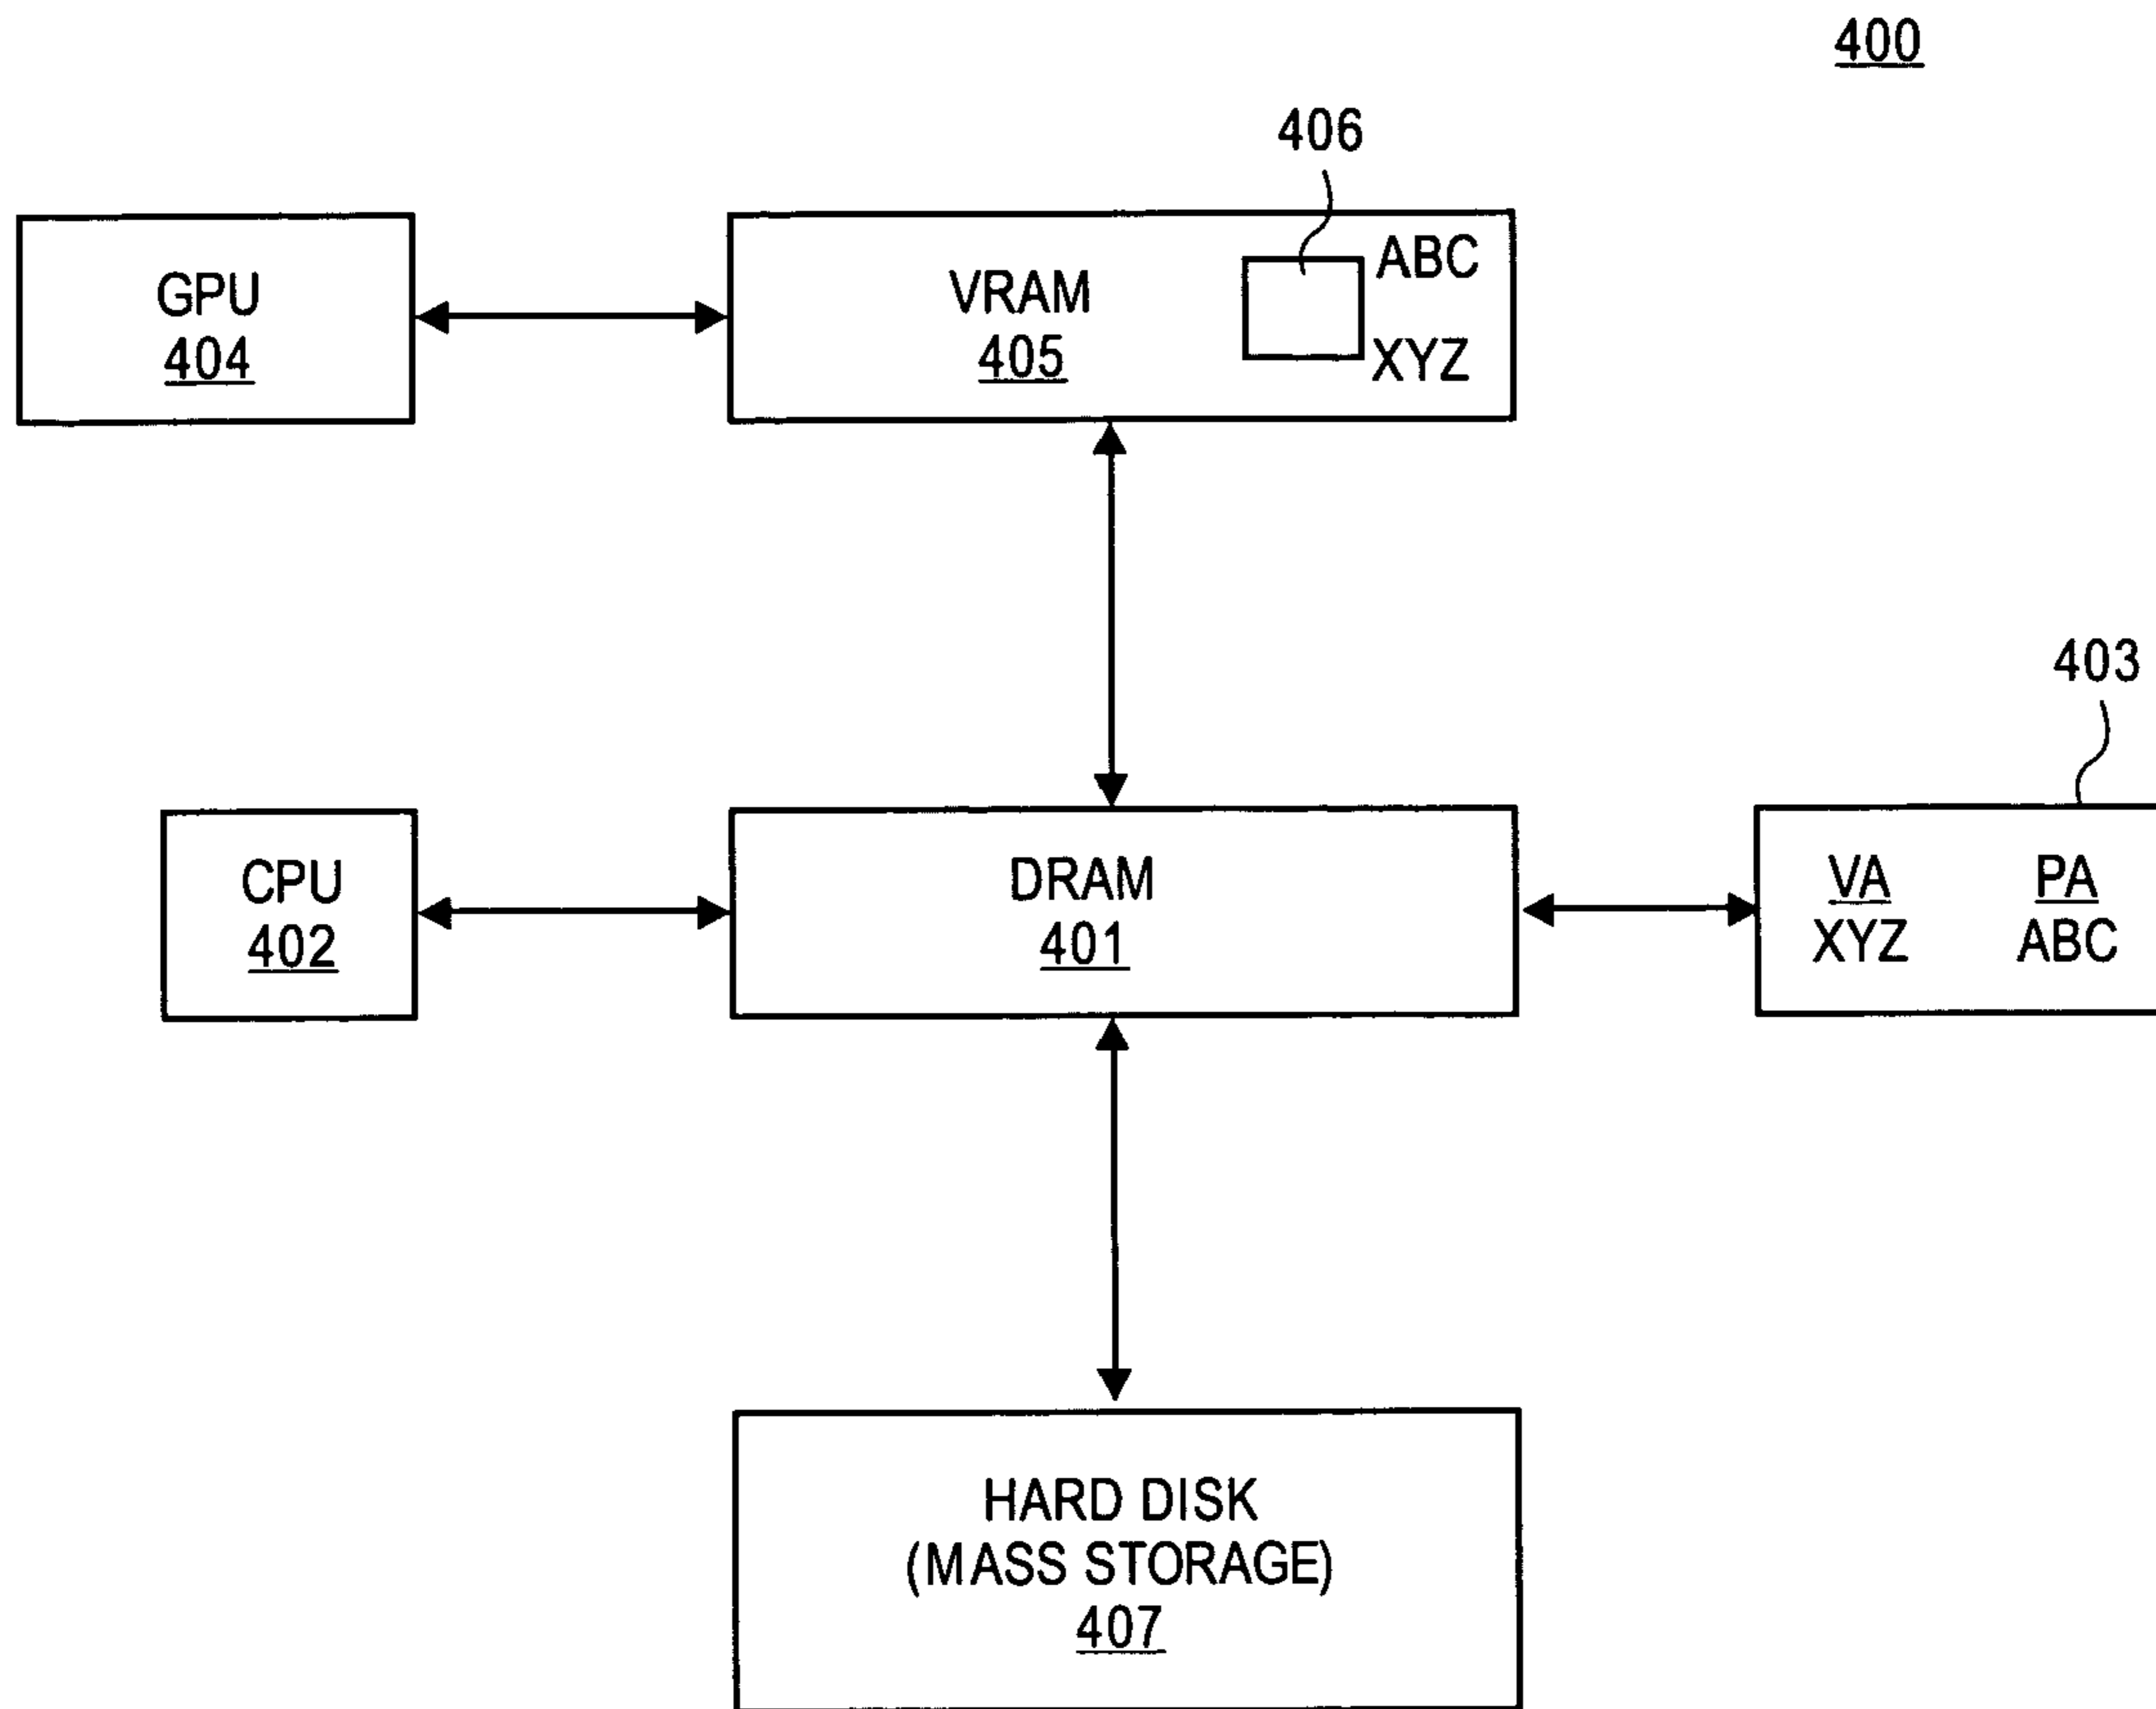 400
406
GPU
404
VRAM
405
ABC
XYZ
403
CPU
402
DRAM
401
VA PA
XYZ ABC
HARD DISK
(MASS STORAGE)
407